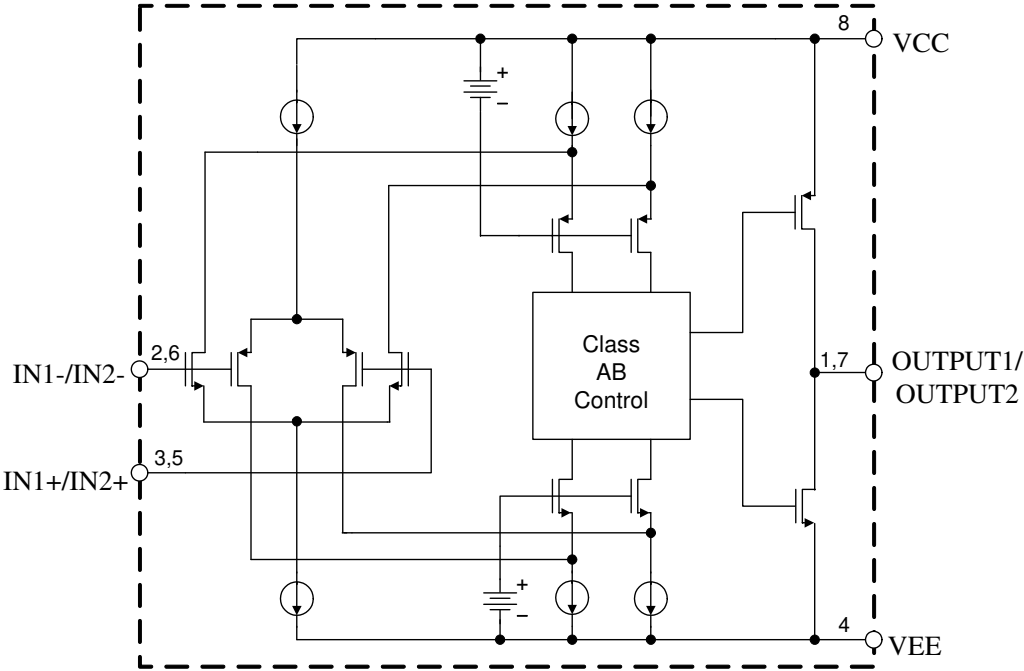 8
VCC
+
−
Class
AB
Control
2,6
IN1-/IN2-
1,7
OUTPUT1/
OUTPUT2
3,5
IN1+/IN2+
+
−
4
VEE